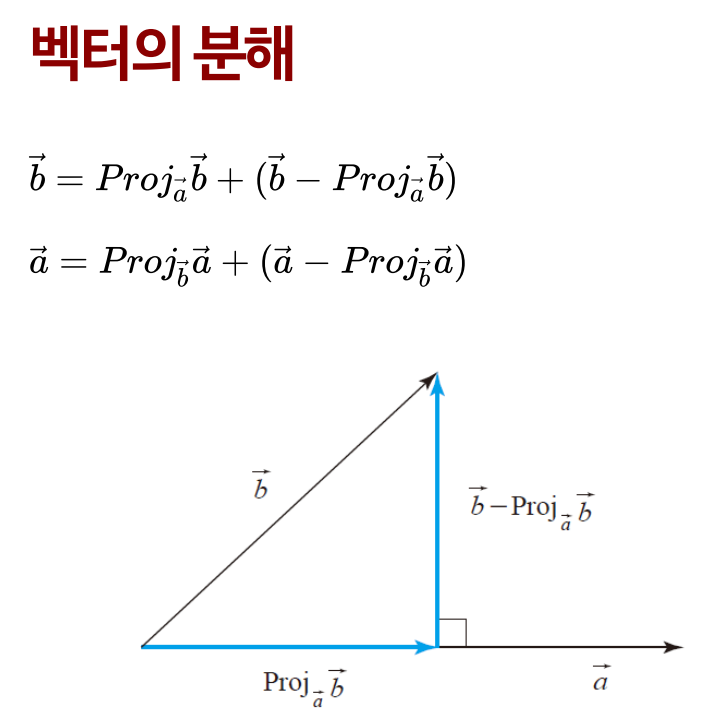 벡터의 분해
$\vec{b} = Proj_{\vec{a}}\vec{b} + (\vec{b} - Proj_{\vec{a}}\vec{b})$
$\vec{a} = Proj_{\vec{b}}\vec{a} + (\vec{a} - Proj_{\vec{b}}\vec{a})$
$\vec{b}$
$\vec{b} - \text{Proj}_{\vec{a}}\vec{b}$
$\text{Proj}_{\vec{a}}\vec{b}$
$\vec{a}$